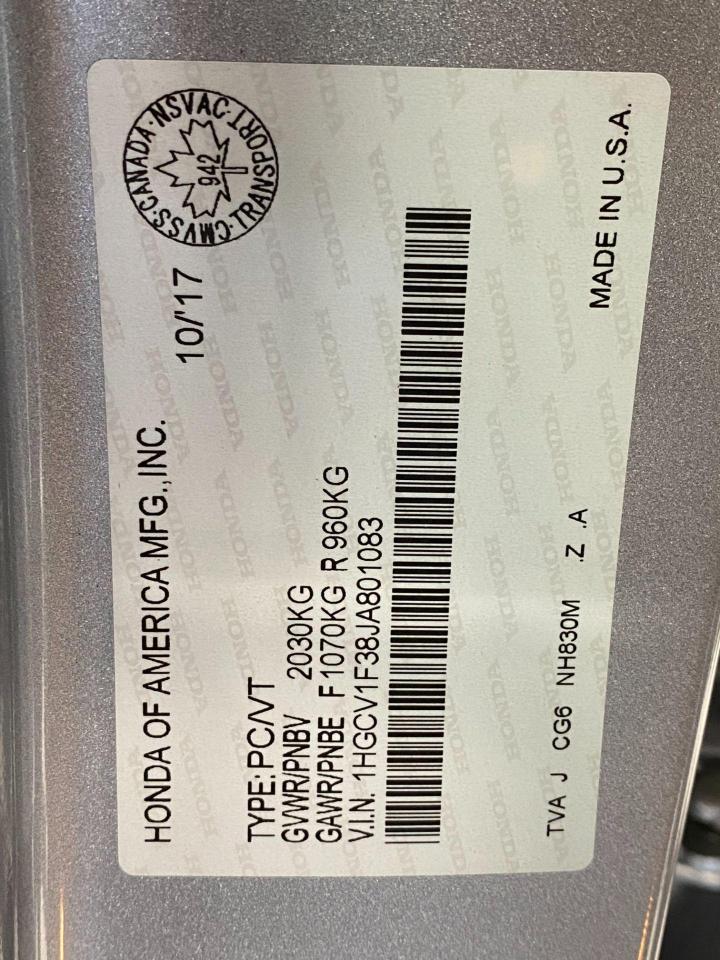 HONDA OF AMERICA MFG.,INC. 10/'17
CMVSS·CANADA·NSVAC·TRANSPORT
942
TYPE:PC/VT
GVWR/PNBV 2030KG
GAWR/PNBE F1070KG R 960KG
V.I.N. 1HGCV1F38JA801083
TVA J CG6 NH830M .Z .A MADE IN U.S.A.